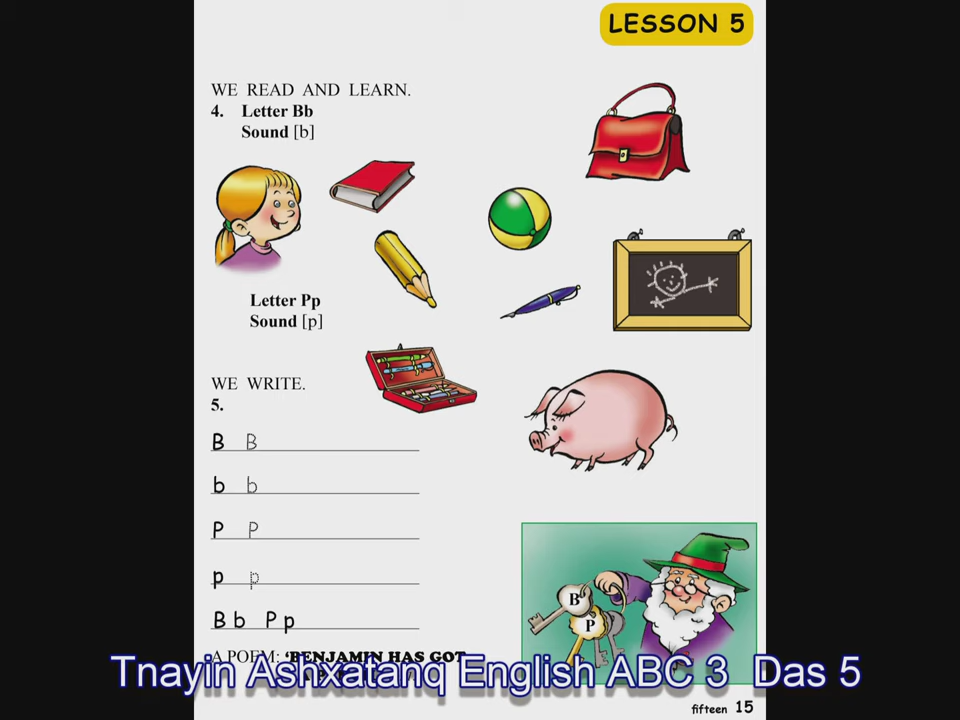 LESSON 5
WE READ AND LEARN.
4. Letter Bb
Sound [b]
Letter Pp
Sound [p]
WE WRITE.
5.
B B
b b
P P
p p
B b P p
B
P
A POEM: 'BENJAMIN HAS GOT
Tnayin Ashxatanq English ABC 3 Das 5
fifteen 15